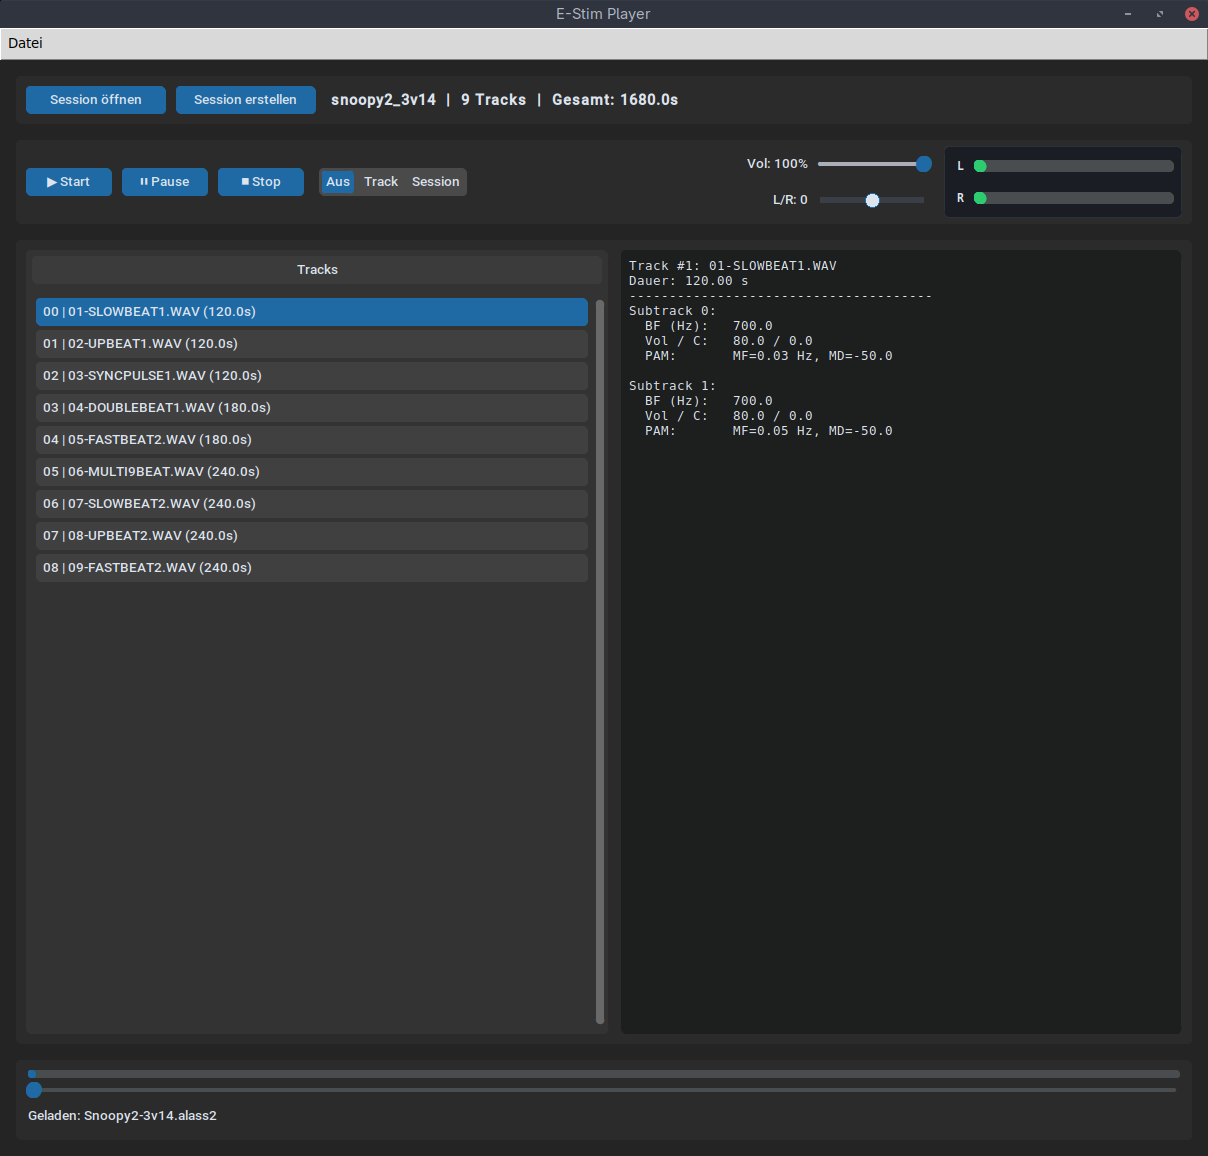 E-Stim Player
Datei
Session öffnen Session erstellen snoopy2_3v14 | 9 Tracks | Gesamt: 1680.0s
▶ Start ⏸ Pause ■ Stop Aus Track Session
Vol: 100%
L/R: 0
L
R
Tracks
00 | 01-SLOWBEAT1.WAV (120.0s)
01 | 02-UPBEAT1.WAV (120.0s)
02 | 03-SYNCPULSE1.WAV (120.0s)
03 | 04-DOUBLEBEAT1.WAV (180.0s)
04 | 05-FASTBEAT2.WAV (180.0s)
05 | 06-MULTI9BEAT.WAV (240.0s)
06 | 07-SLOWBEAT2.WAV (240.0s)
07 | 08-UPBEAT2.WAV (240.0s)
08 | 09-FASTBEAT2.WAV (240.0s)
Track #1: 01-SLOWBEAT1.WAV
Dauer: 120.00 s
--------------------------------------
Subtrack 0:
BF (Hz): 700.0
Vol / C: 80.0 / 0.0
PAM: MF=0.03 Hz, MD=-50.0
Subtrack 1:
BF (Hz): 700.0
Vol / C: 80.0 / 0.0
PAM: MF=0.05 Hz, MD=-50.0
Geladen: Snoopy2-3v14.alass2